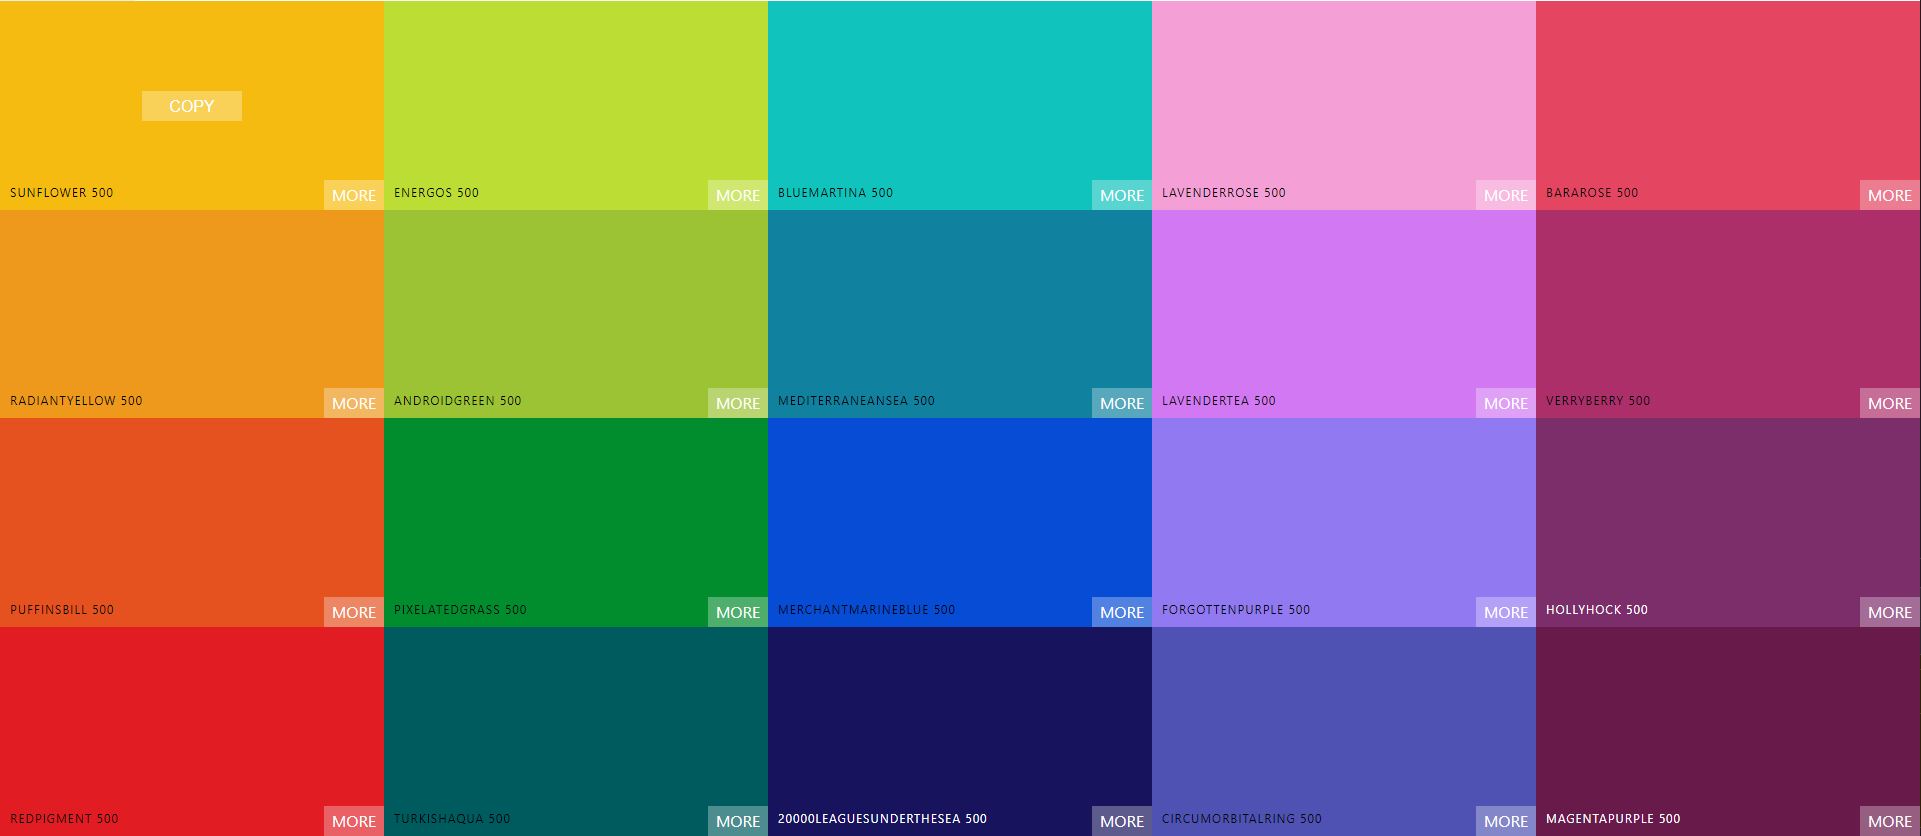 COPY
SUNFLOWER 500 MORE ENERGOS 500 MORE BLUEMARTINA 500 MORE LAVENDERROSE 500 MORE BARAROSE 500 MORE
RADIANTYELLOW 500 MORE ANDROIDGREEN 500 MORE MEDITERRANEANSEA 500 MORE LAVENDERTEA 500 MORE VERRYBERRY 500 MORE
PUFFINSBILL 500 MORE PIXELATEDGRASS 500 MORE MERCHANTMARINEBLUE 500 MORE FORGOTTENPURPLE 500 MORE HOLLYHOCK 500 MORE
REDPIGMENT 500 MORE TURKISHAQUA 500 MORE 20000LEAGUESUNDERTHESEA 500 MORE CIRCUMORBITALRING 500 MORE MAGENTAPURPLE 500 MORE